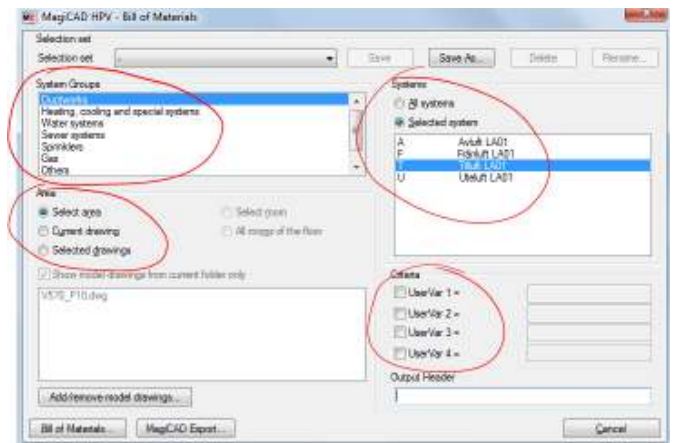 MagiCAD HPV - Bill of Materials
Selection set
Selection set
Save
Save As...
Delete
Rename...
System Groups
Ductworks
Heating, cooling and special systems
Water systems
Sewer systems
Sprinklers
Gas
Others
Systems
All systems
Selected system
A Avluft LA01
F Frånluft LA01
T Tilluft LA01
U Uteluft LA01
Area
Select area
Select room
Current drawing
All rooms of the floor
Selected drawings
Show model drawings from current folder only
V570_P10.dwg
Criteria
UserVar 1 =
UserVar 2 =
UserVar 3 =
UserVar 4 =
Output Header
Add/remove model drawings...
Bill of Materials...
MagiCAD Export...
Cancel